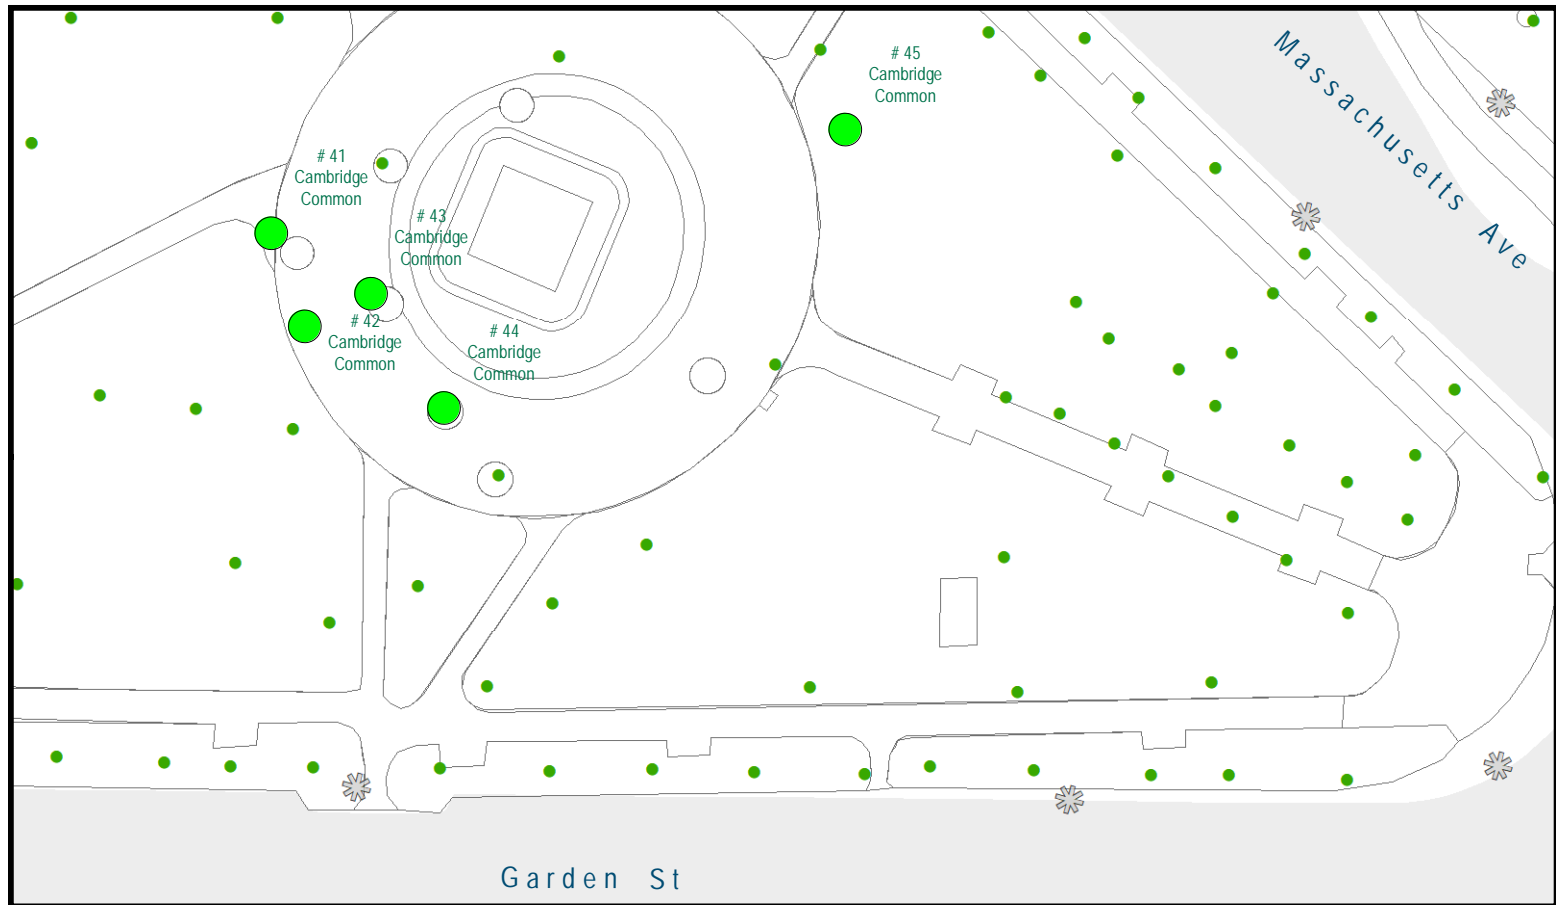 # 45
Cambridge
Common
Massachusetts Ave
# 41
Cambridge
Common
# 43
Cambridge
Common
# 42
Cambridge
Common
# 44
Cambridge
Common
Garden St